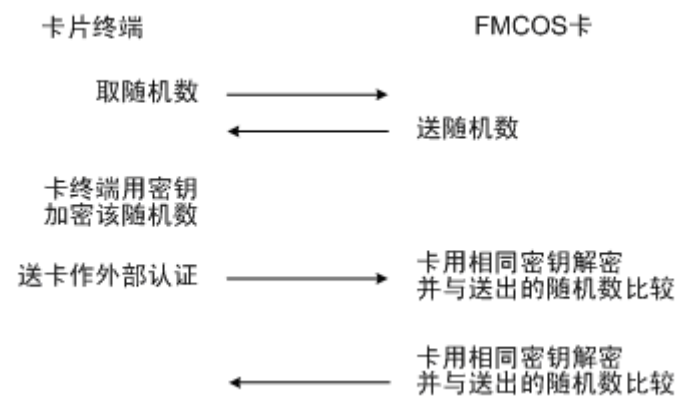 卡片终端
FMCOS卡
取随机数
送随机数
卡终端用密钥
加密该随机数
送卡作外部认证
卡用相同密钥解密
并与送出的随机数比较
卡用相同密钥解密
并与送出的随机数比较